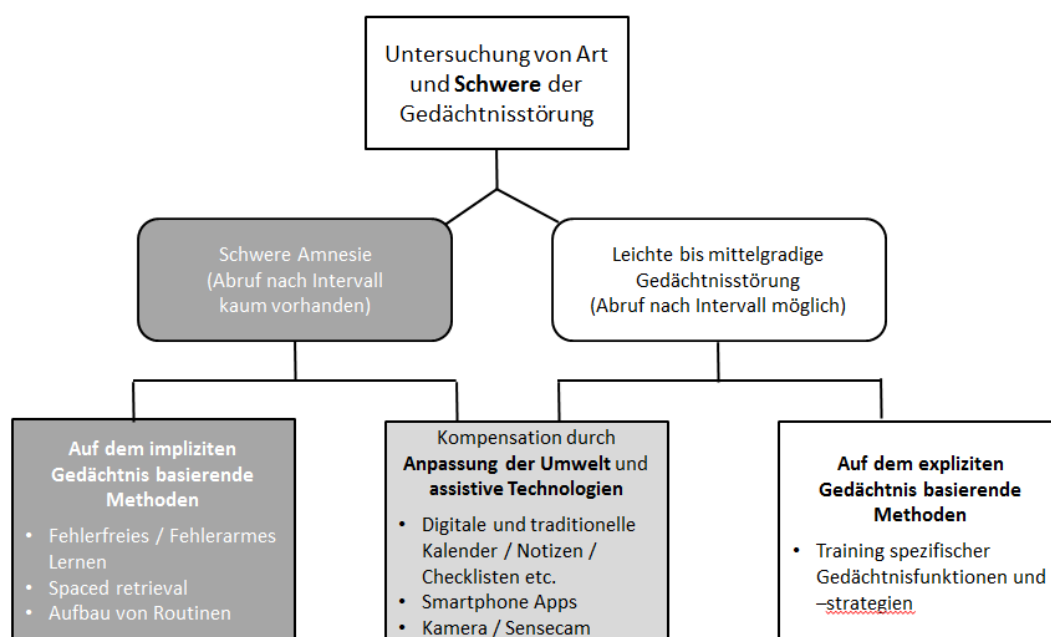 Untersuchung von Art
und Schwere der
Gedächtnisstörung
Schwere Amnesie
(Abruf nach Intervall
kaum vorhanden)
Leichte bis mittelgradige
Gedächtnisstörung
(Abruf nach Intervall möglich)
Auf dem impliziten
Gedächtnis basierende
Methoden
• Fehlerfreies / Fehlerarmes
Lernen
• Spaced retrieval
• Aufbau von Routinen
Kompensation durch
Anpassung der Umwelt und
assistive Technologien
• Digitale und traditionelle
Kalender / Notizen /
Checklisten etc.
• Smartphone Apps
• Kamera / Sensecam
Auf dem expliziten
Gedächtnis basierende
Methoden
• Training spezifischer
Gedächtnisfunktionen und
–strategien